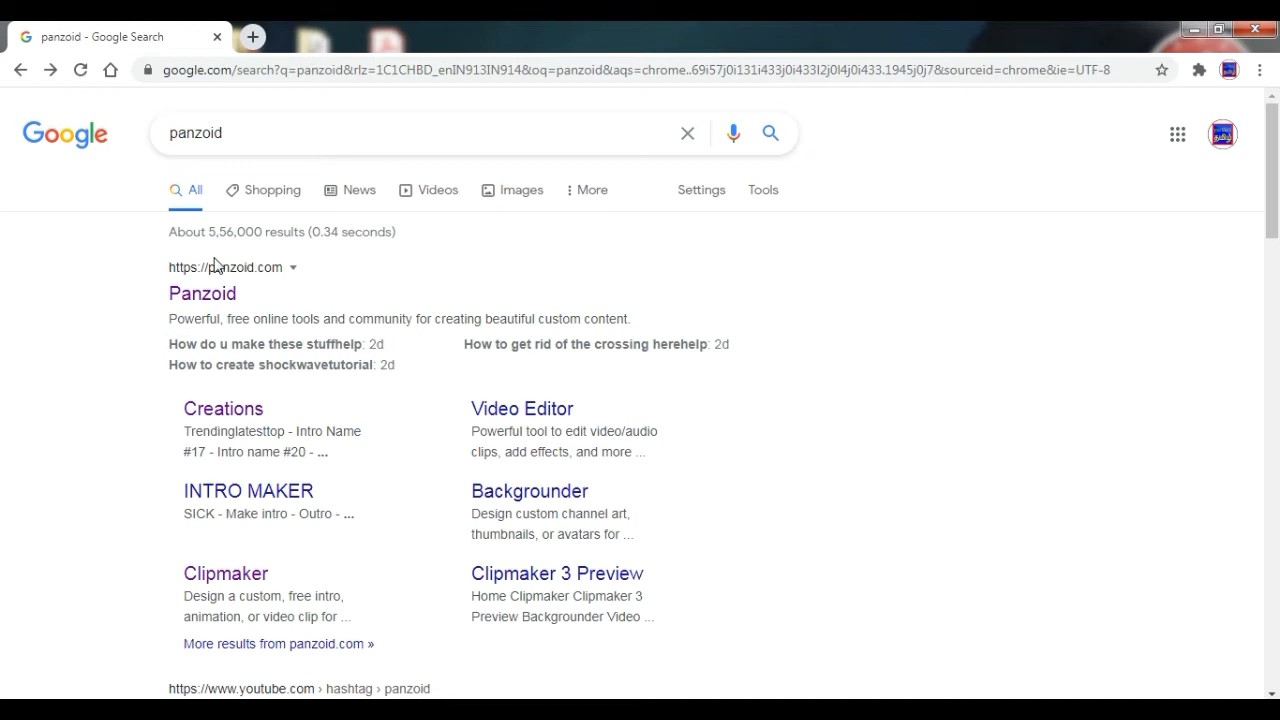 panzoid - Google Search
google.com/search?q=panzoid&rlz=1C1CHBD_enIN913IN914&oq=panzoid&aqs=chrome..69i57j0i131i433j0i433l2j0l4j0i433.1945j0j7&sourceid=chrome&ie=UTF-8
Google
panzoid
All Shopping News Videos Images More Settings Tools
About 5,56,000 results (0.34 seconds)
https://panzoid.com
Panzoid
Powerful, free online tools and community for creating beautiful custom content.
How do u make these stuffhelp: 2d How to get rid of the crossing herehelp: 2d
How to create shockwavetutorial: 2d
Creations
Trendinglatesttop - Intro Name
#17 - Intro name #20 - ...
Video Editor
Powerful tool to edit video/audio
clips, add effects, and more ...
INTRO MAKER
SICK - Make intro - Outro - ...
Backgrounder
Design custom channel art,
thumbnails, or avatars for ...
Clipmaker
Design a custom, free intro,
animation, or video clip for ...
Clipmaker 3 Preview
Home Clipmaker Clipmaker 3
Preview Backgrounder Video ...
More results from panzoid.com »
https://www.youtube.com › hashtag › panzoid